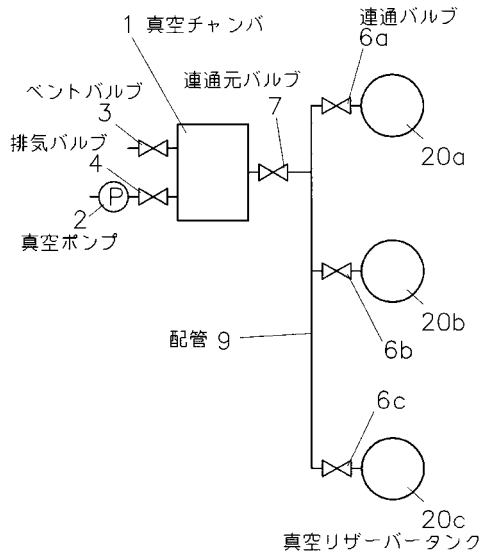 1 真空チャンバ
連通バルブ
6a
連通元バルブ
7
ベントバルブ
3
排気バルブ
4
P
2
真空ポンプ
20a
20b
6b
配管 9
6c
20c
真空リザーバータンク